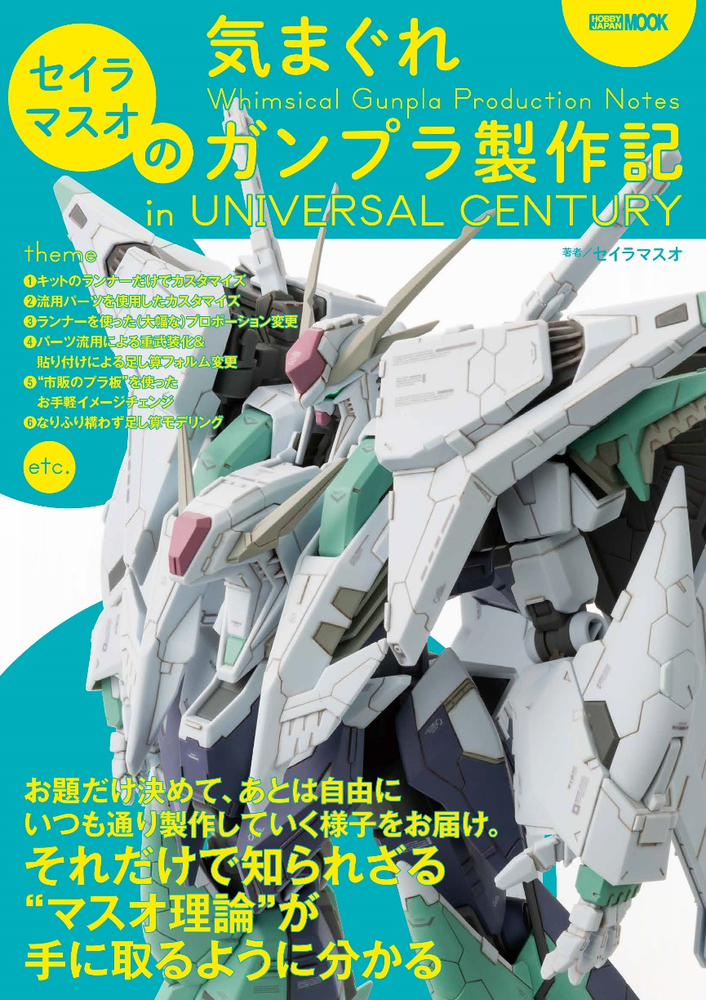 HOBBY JAPAN MOOK
セイラ
マスオ
の
気まぐれ
Whimsical Gunpla Production Notes
ガンプラ製作記
in UNIVERSAL CENTURY
著者／セイラマスオ
theme
❶キットのランナーだけでカスタマイズ
❷流用パーツを使用したカスタマイズ
❸ランナーを使った（大幅な）プロポーション変更
❹パーツ流用による重武装化&
貼り付けによる足し算フォルム変更
❺“市販のプラ板”を使った
お手軽イメージチェンジ
❻なりふり構わず足し算モデリング
etc.
お題だけ決めて、あとは自由に
いつも通り製作していく様子をお届け。
それだけで知られざる
“マスオ理論”が
手に取るように分かる